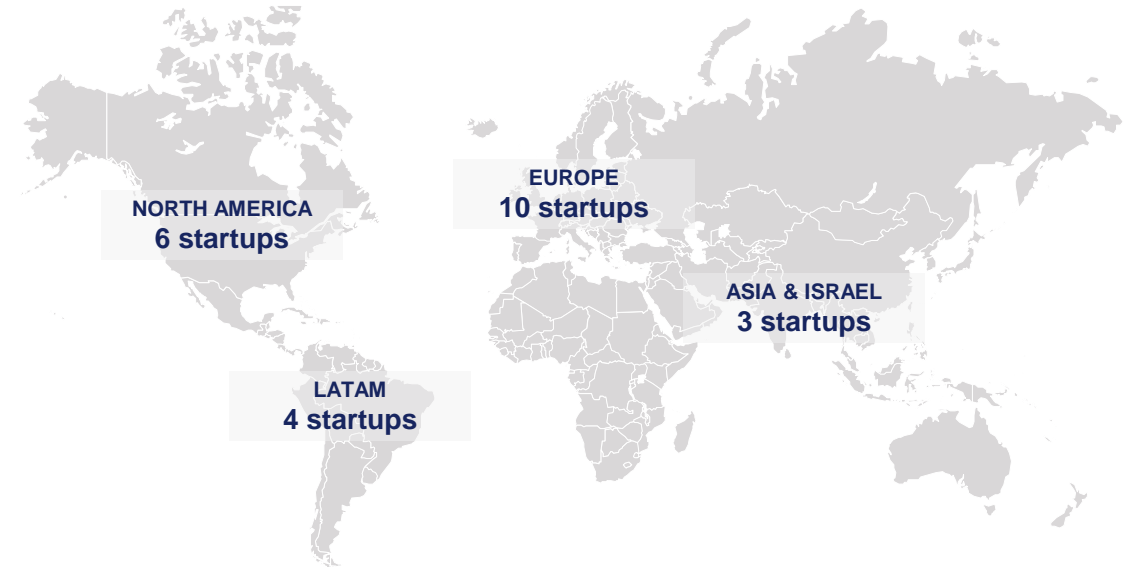 EUROPE
10 startups
NORTH AMERICA
6 startups
ASIA & ISRAEL
3 startups
LATAM
4 startups